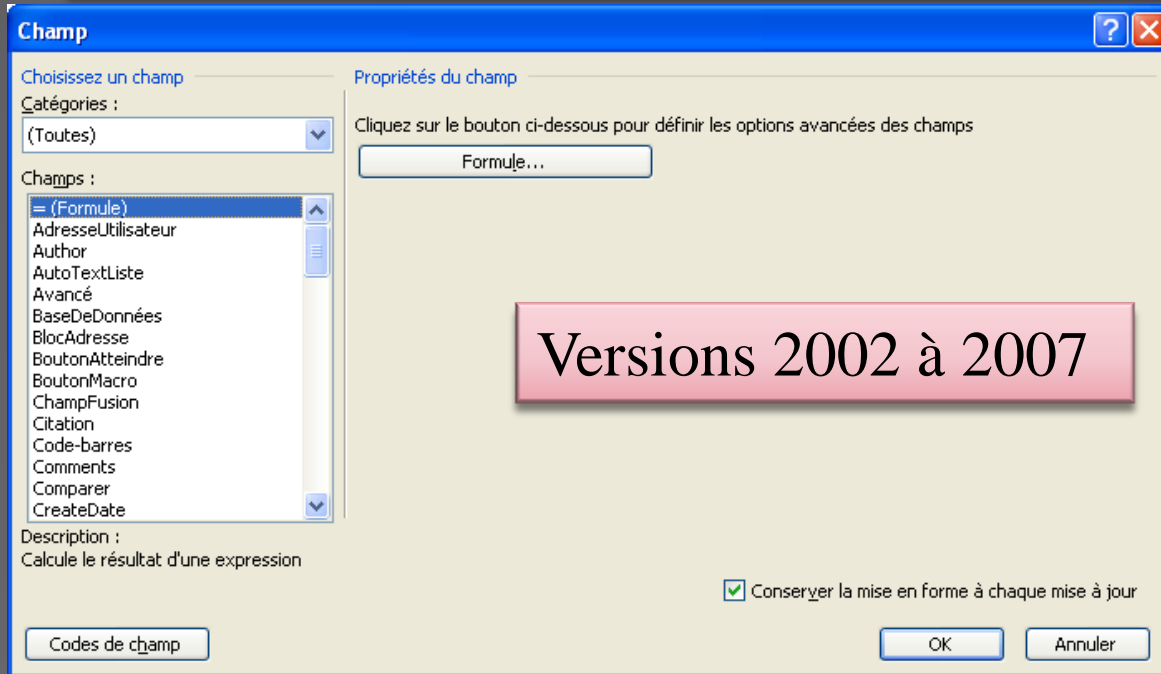 Champ
Choisissez un champ
Catégories :
(Toutes)
Champs :
= (Formule)
AdresseUtilisateur
Author
AutoTextListe
Avancé
BaseDeDonnées
BlocAdresse
BoutonAtteindre
BoutonMacro
ChampFusion
Citation
Code-barres
Comments
Comparer
CreateDate
Description :
Calcule le résultat d'une expression
Propriétés du champ
Cliquez sur le bouton ci-dessous pour définir les options avancées des champs
Formule...
Versions 2002 à 2007
Conserver la mise en forme à chaque mise à jour
Codes de champ
OK
Annuler